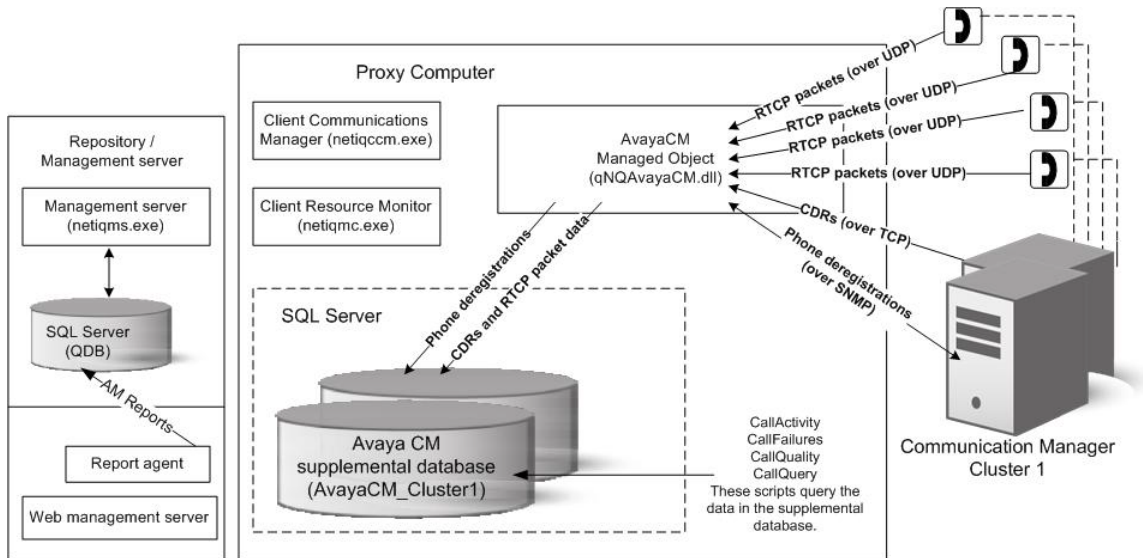 Repository /
Management server
Management server
(netiqms.exe)
SQL Server
(QDB)
AM Reports
Report agent
Web management server
Proxy Computer
Client Communications
Manager (netiqccm.exe)
Client Resource Monitor
(netiqmc.exe)
AvayaCM
Managed Object
(qNQAvayaCM.dll)
RTCP packets (over UDP)
RTCP packets (over UDP)
RTCP packets (over UDP)
RTCP packets (over UDP)
CDRs (over TCP)
Phone deregistrations
(over SNMP)
Phone deregistrations
CDRs and RTCP packet data
SQL Server
Avaya CM
supplemental database
(AvayaCM_Cluster1)
CallActivity
CallFailures
CallQuality
CallQuery
These scripts query the
data in the supplemental
database.
Communication Manager
Cluster 1